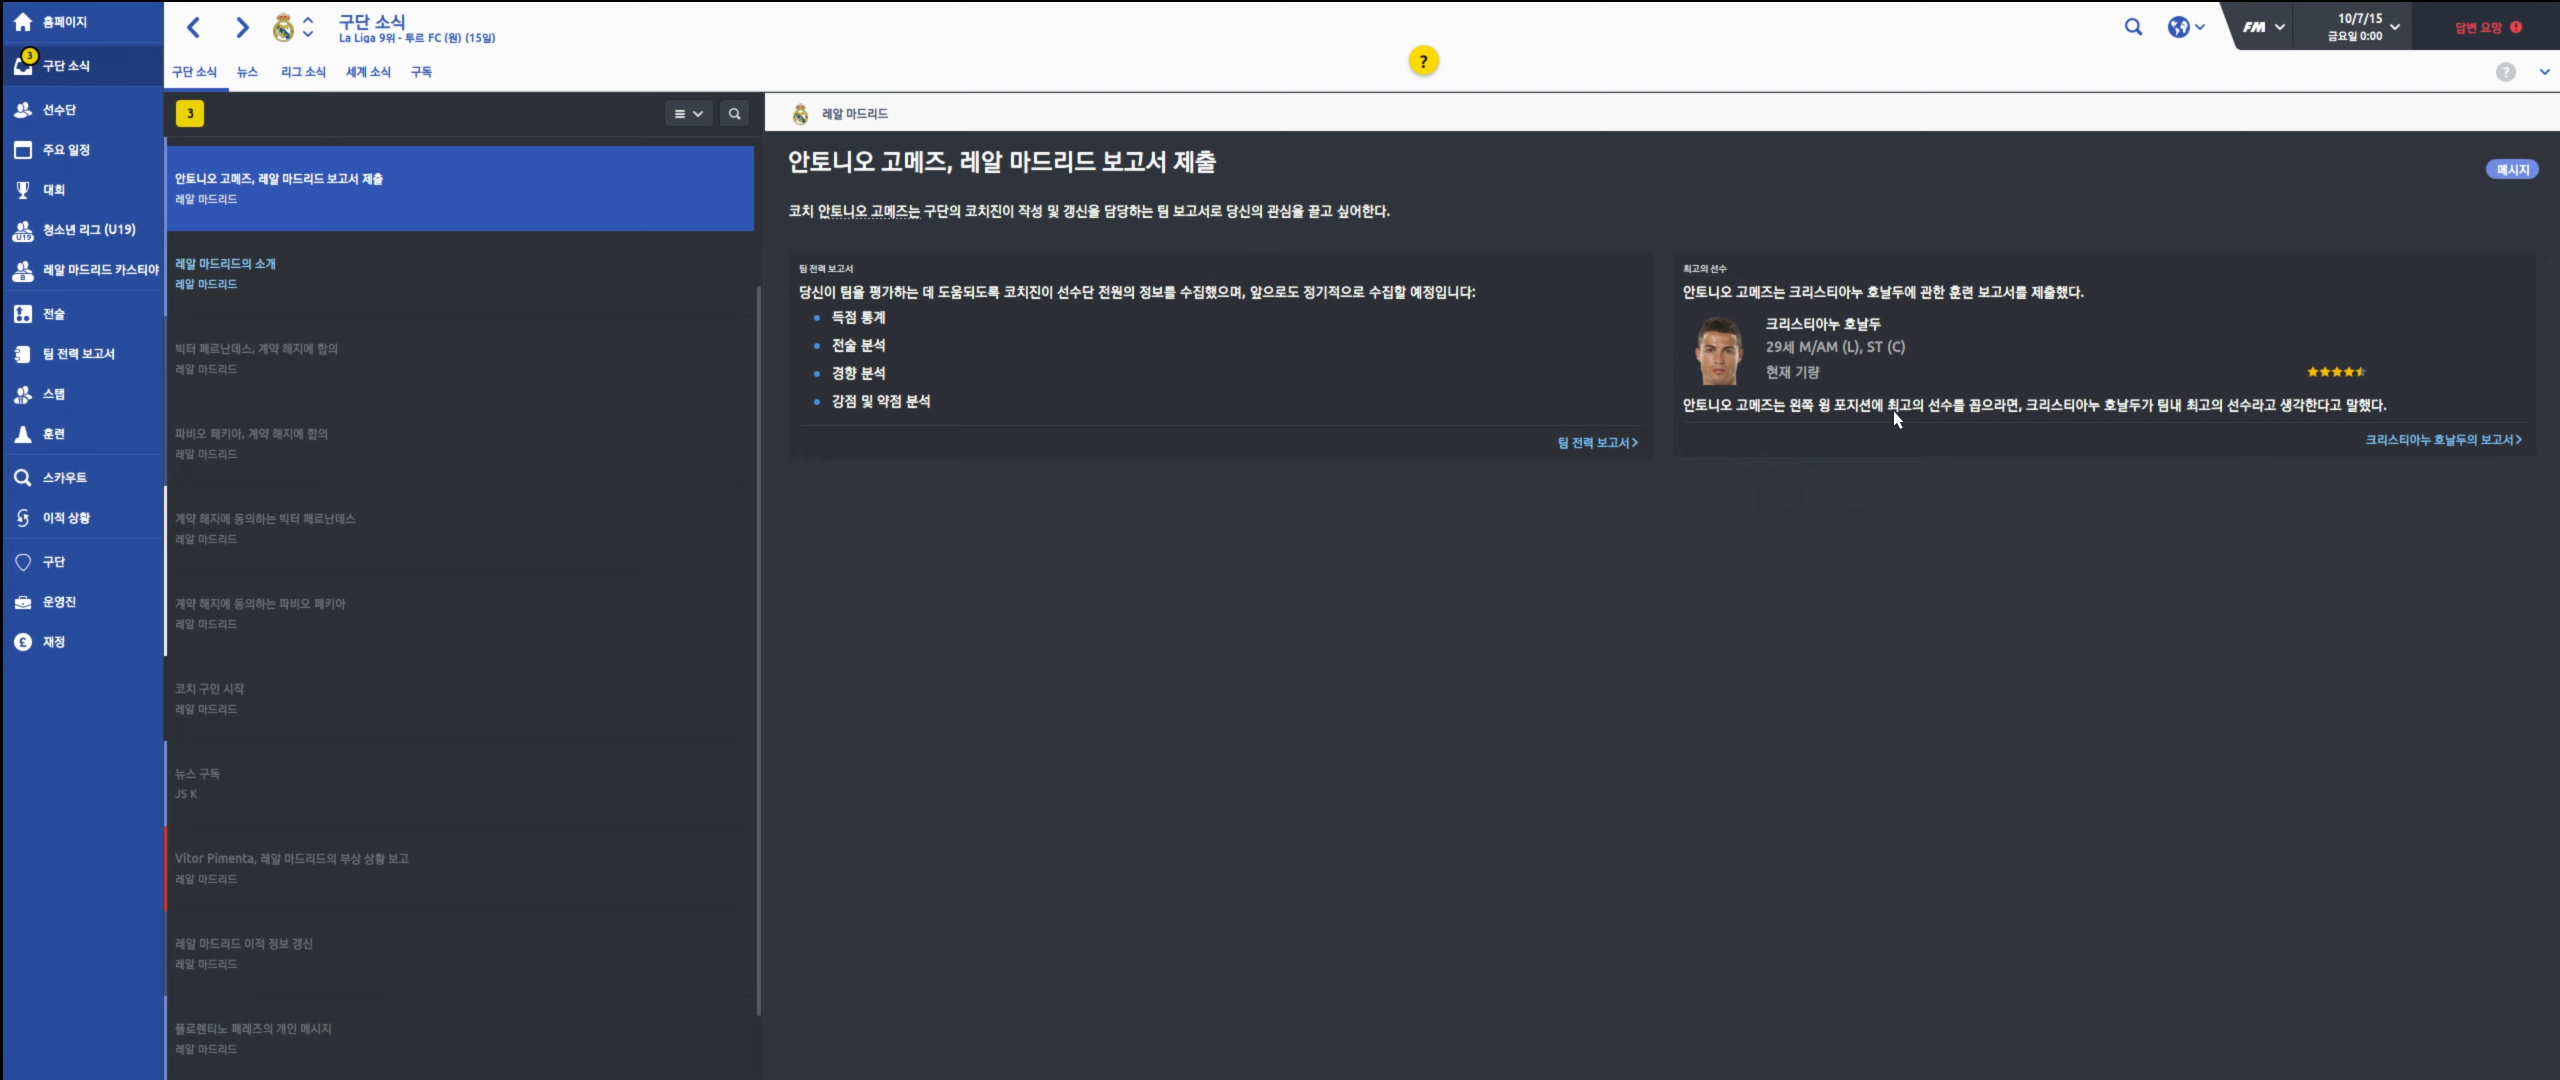 홈페이지
3
구단 소식
선수단
주요 일정
대회
U19
청소년 리그 (U19)
B
레알 마드리드 카스티야
전술
팀 전력 보고서
스탭
훈련
스카우트
이적 상황
구단
운영진
£
재정
구단 소식
La Liga 9위 - 투르 FC (원) (15일)
FM
10/7/15
금요일 0:00
답변 요망
구단 소식
뉴스
리그 소식
세계 소식
구독
?
?
3
안토니오 고메즈, 레알 마드리드 보고서 제출
레알 마드리드
레알 마드리드의 소개
레알 마드리드
빅터 페르난데스, 계약 해지에 합의
레알 마드리드
파비오 페키아, 계약 해지에 합의
레알 마드리드
계약 해지에 동의하는 빅터 페르난데스
레알 마드리드
계약 해지에 동의하는 파비오 페키아
레알 마드리드
코치 구인 시작
레알 마드리드
뉴스 구독
JS K
Vítor Pimenta, 레알 마드리드의 부상 상황 보고
레알 마드리드
레알 마드리드 이적 정보 갱신
레알 마드리드
플로렌티노 페레즈의 개인 메시지
레알 마드리드
레알 마드리드
안토니오 고메즈, 레알 마드리드 보고서 제출
메시지
코치 안토니오 고메즈는 구단의 코치진이 작성 및 갱신을 담당하는 팀 보고서로 당신의 관심을 끌고 싶어한다.
팀 전력 보고서
당신이 팀을 평가하는 데 도움되도록 코치진이 선수단 전원의 정보를 수집했으며, 앞으로도 정기적으로 수집할 예정입니다:
득점 통계
전술 분석
경향 분석
강점 및 약점 분석
팀 전력 보고서>
최고의 선수
안토니오 고메즈는 크리스티아누 호날두에 관한 훈련 보고서를 제출했다.
크리스티아누 호날두
29세 M/AM (L), ST (C)
현재 기량
안토니오 고메즈는 왼쪽 윙 포지션에 최고의 선수를 꼽으라면, 크리스티아누 호날두가 팀내 최고의 선수라고 생각한다고 말했다.
크리스티아누 호날두의 보고서>